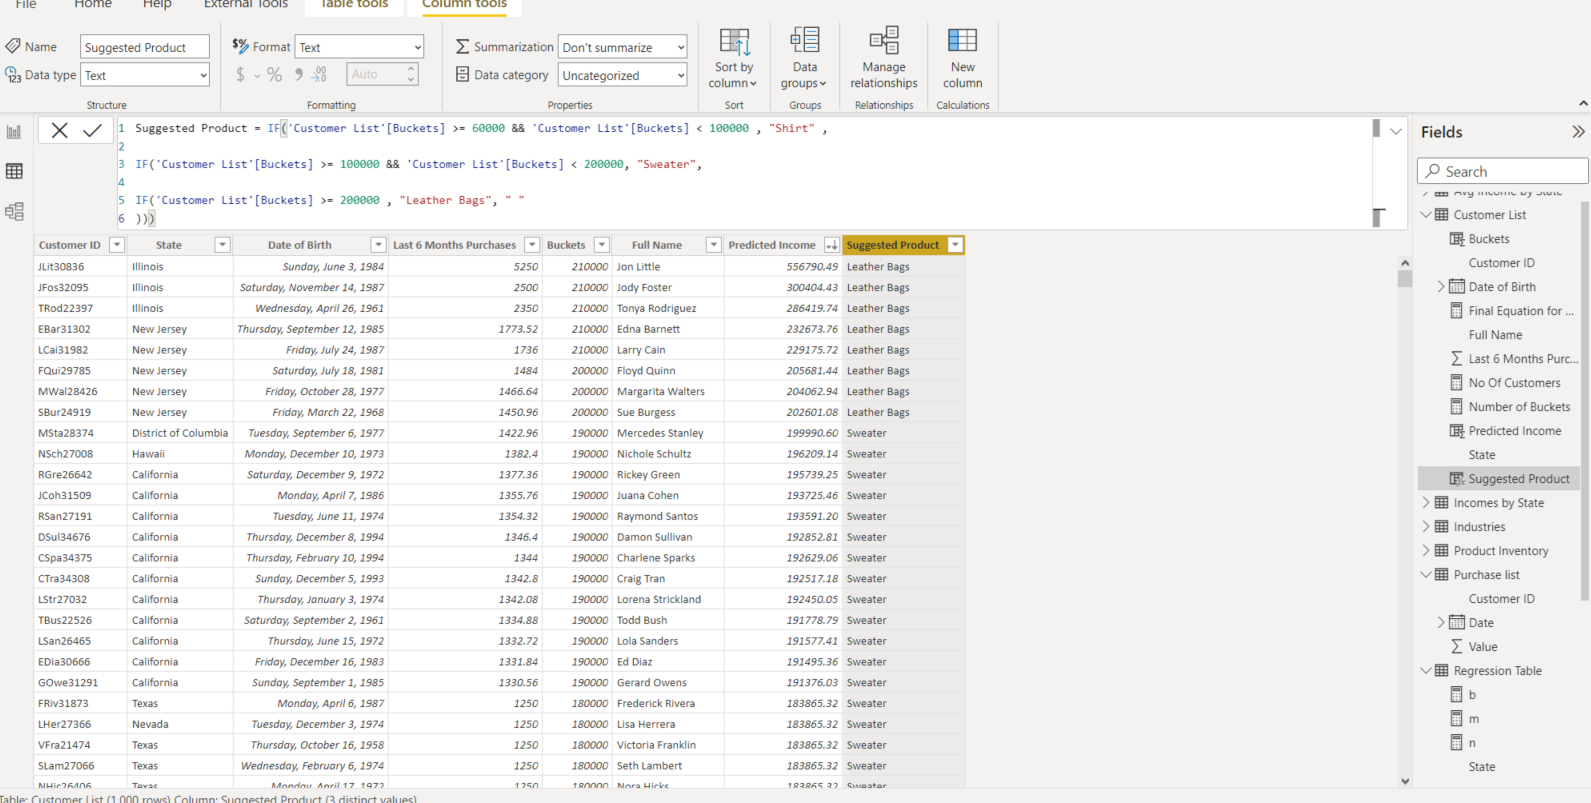 File Home Help External Tools Table tools Column tools
Name Suggested Product
Data type Text
Structure
$% Format Text
$ % , .00
Auto
Formatting
Summarization Don't summarize
Data category Uncategorized
Properties
Sort by column
Sort
Data groups
Groups
Manage relationships
Relationships
New column
Calculations
1 Suggested Product = IF('Customer List'[Buckets] >= 60000 && 'Customer List'[Buckets] < 100000 , "Shirt" ,
2
3 IF('Customer List'[Buckets] >= 100000 && 'Customer List'[Buckets] < 200000, "Sweater",
4
5 IF('Customer List'[Buckets] >= 200000 , "Leather Bags", " "
6 )))
Customer ID State Date of Birth Last 6 Months Purchases Buckets Full Name Predicted Income Suggested Product
JLit30836 Illinois Sunday, June 3, 1984 5250 210000 Jon Little 556790.49 Leather Bags
JFos32095 Illinois Saturday, November 14, 1987 2500 210000 Jody Foster 300404.43 Leather Bags
TRod22397 Illinois Wednesday, April 26, 1961 2350 210000 Tonya Rodriguez 286419.74 Leather Bags
EBar31302 New Jersey Thursday, September 12, 1985 1773.52 210000 Edna Barnett 232673.76 Leather Bags
LCai31982 New Jersey Friday, July 24, 1987 1736 210000 Larry Cain 229175.72 Leather Bags
FQui29785 New Jersey Saturday, July 18, 1981 1484 200000 Floyd Quinn 205681.44 Leather Bags
MWal28426 New Jersey Friday, October 28, 1977 1466.64 200000 Margarita Walters 204062.94 Leather Bags
SBur24919 New Jersey Friday, March 22, 1968 1450.96 200000 Sue Burgess 202601.08 Leather Bags
MSta28374 District of Columbia Tuesday, September 6, 1977 1422.96 190000 Mercedes Stanley 199990.60 Sweater
NSch27008 Hawaii Monday, December 10, 1973 1382.4 190000 Nichole Schultz 196209.14 Sweater
RGre26642 California Saturday, December 9, 1972 1377.36 190000 Rickey Green 195739.25 Sweater
JCoh31509 California Monday, April 7, 1986 1355.76 190000 Juana Cohen 193725.46 Sweater
RSan27191 California Tuesday, June 11, 1974 1354.32 190000 Raymond Santos 193591.20 Sweater
DSul34676 California Thursday, December 8, 1994 1346.4 190000 Damon Sullivan 192852.81 Sweater
CSpa34375 California Thursday, February 10, 1994 1344 190000 Charlene Sparks 192629.06 Sweater
CTra34308 California Sunday, December 5, 1993 1342.8 190000 Craig Tran 192517.18 Sweater
LStr27032 California Thursday, January 3, 1974 1342.08 190000 Lorena Strickland 192450.05 Sweater
TBus22526 California Saturday, September 2, 1961 1334.88 190000 Todd Bush 191778.79 Sweater
LSan26465 California Thursday, June 15, 1972 1332.72 190000 Lola Sanders 191577.41 Sweater
EDia30666 California Friday, December 16, 1983 1331.84 190000 Ed Diaz 191495.36 Sweater
GOwe31291 California Sunday, September 1, 1985 1330.56 190000 Gerard Owens 191376.03 Sweater
FRiv31873 Texas Monday, April 6, 1987 1250 180000 Frederick Rivera 183865.32 Sweater
LHer27366 Nevada Tuesday, December 3, 1974 1250 180000 Lisa Herrera 183865.32 Sweater
VFra21474 Texas Thursday, October 16, 1958 1250 180000 Victoria Franklin 183865.32 Sweater
SLam27066 Texas Wednesday, February 6, 1974 1250 180000 Seth Lambert 183865.32 Sweater
NHic26406 Texas Monday, April 17, 1972 1250 180000 Nora Hicks 183865.32 Sweater
Table: Customer List (1,000 rows) Column: Suggested Product (3 distinct values)
Fields
Search
Avg Income by State
Customer List
Buckets
Customer ID
Date of Birth
Final Equation for ...
Full Name
Last 6 Months Purc...
No Of Customers
Number of Buckets
Predicted Income
State
Suggested Product
Incomes by State
Industries
Product Inventory
Purchase list
Customer ID
Date
Value
Regression Table
b
m
n
State